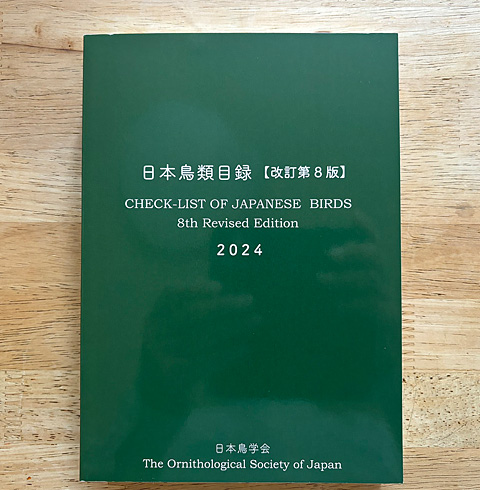 日本鳥類目録【改訂第8版】
CHECK-LIST OF JAPANESE BIRDS
8th Revised Edition
2024
日本鳥学会
The Ornithological Society of Japan